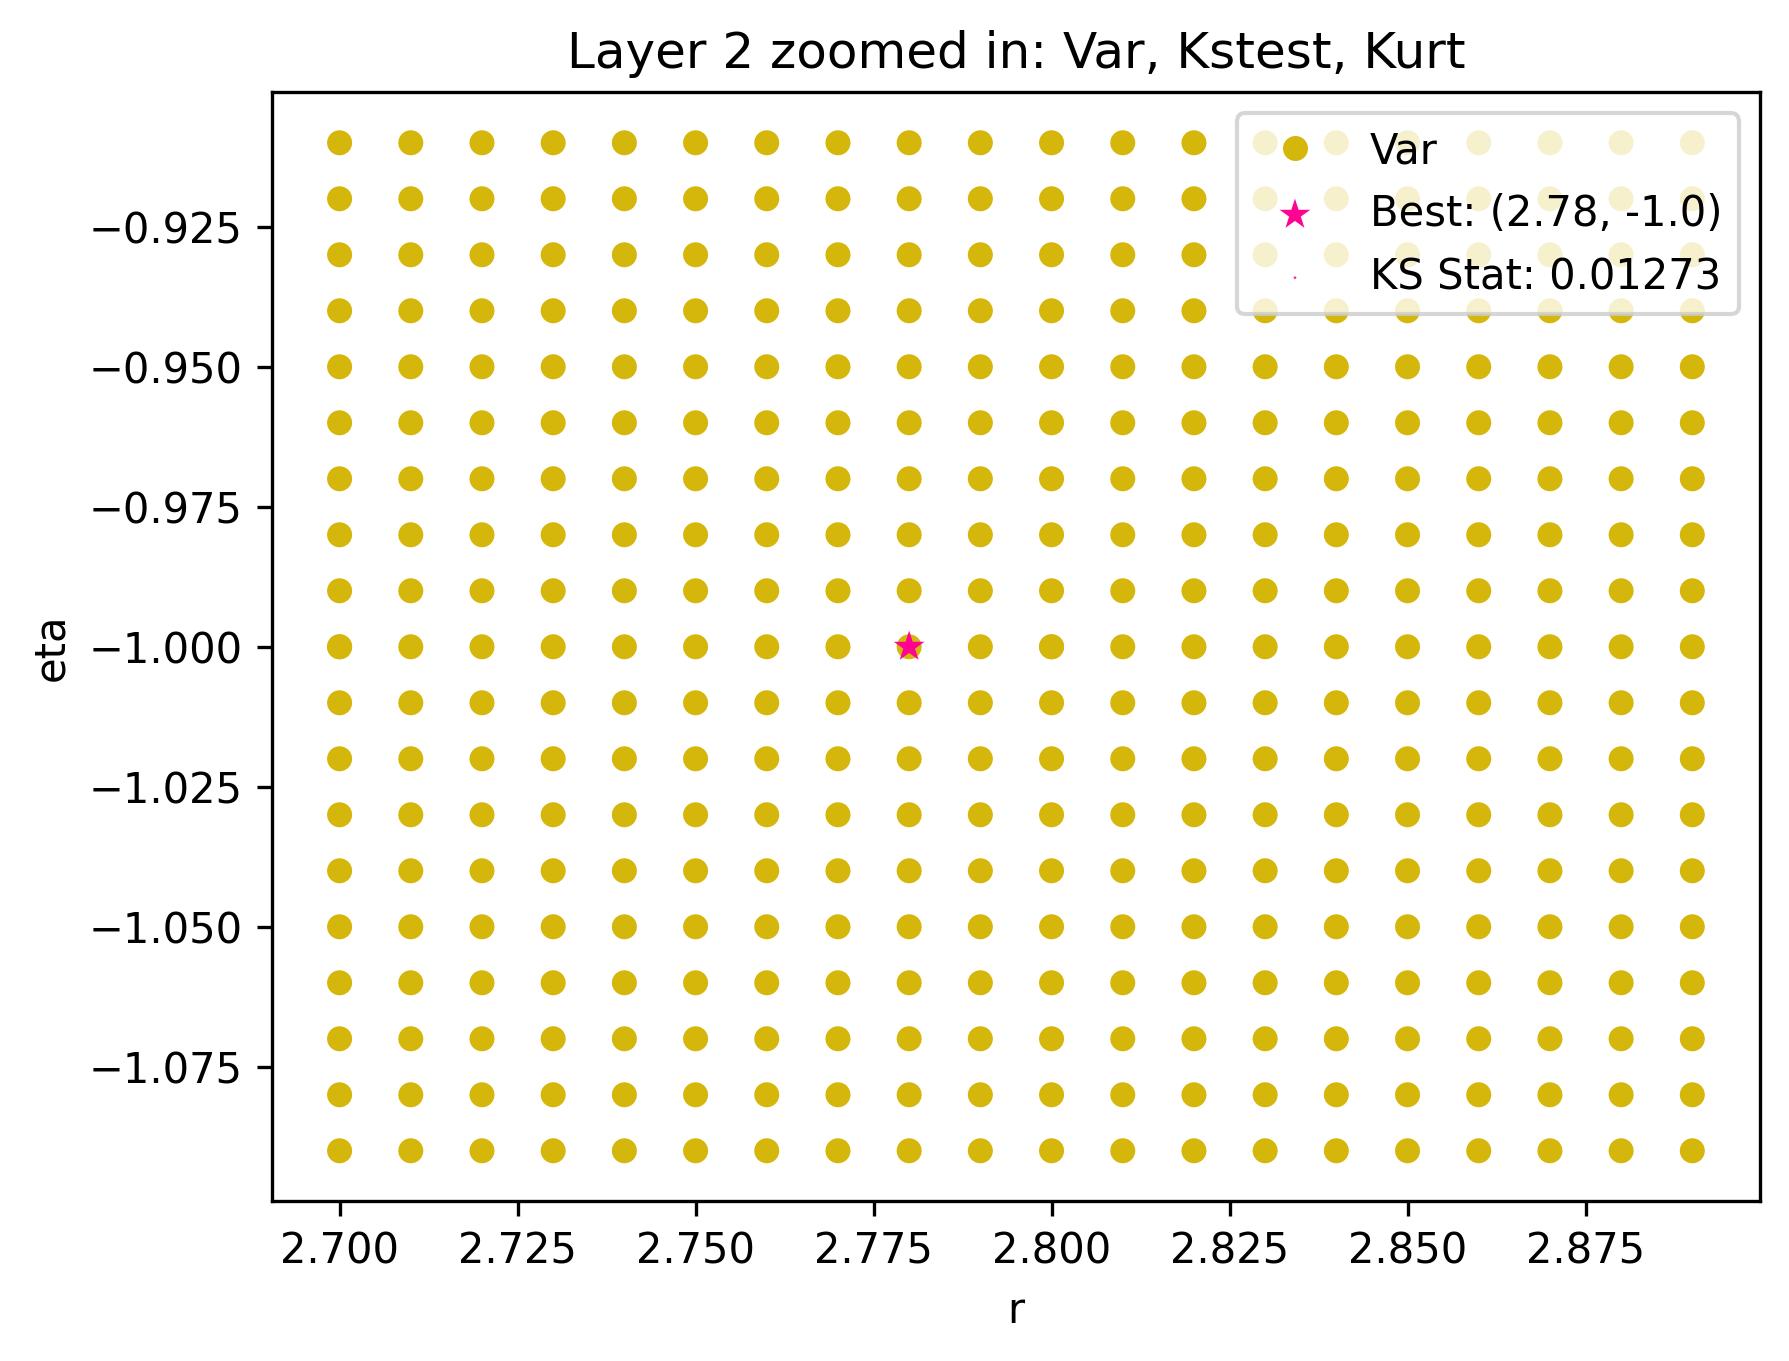 Layer 2 zoomed in: Var, Kstest, Kurt
Var
Best: (2.78, -1.0)
KS Stat: 0.01273
−0.925
−0.950
−0.975
−1.000
−1.025
−1.050
−1.075
eta
2.700 2.725 2.750 2.775 2.800 2.825 2.850 2.875
r